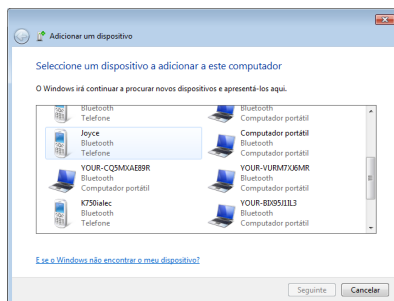 Adicionar um dispositivo
Seleccione um dispositivo a adicionar a este computador
O Windows irá continuar a procurar novos dispositivos e apresentá-los aqui.
Bluetooth
Telefone
Bluetooth
Computador portátil
Joyce
Bluetooth
Telefone
Computador portátil
Bluetooth
Computador portátil
YOUR-CQ5MXAE89R
Bluetooth
Computador portátil
YOUR-VURM7XJ6MR
Bluetooth
Computador portátil
K750ialec
Bluetooth
Telefone
YOUR-BIX95J1IL3
Bluetooth
Computador portátil
E se o Windows não encontrar o meu dispositivo?
Seguinte
Cancelar